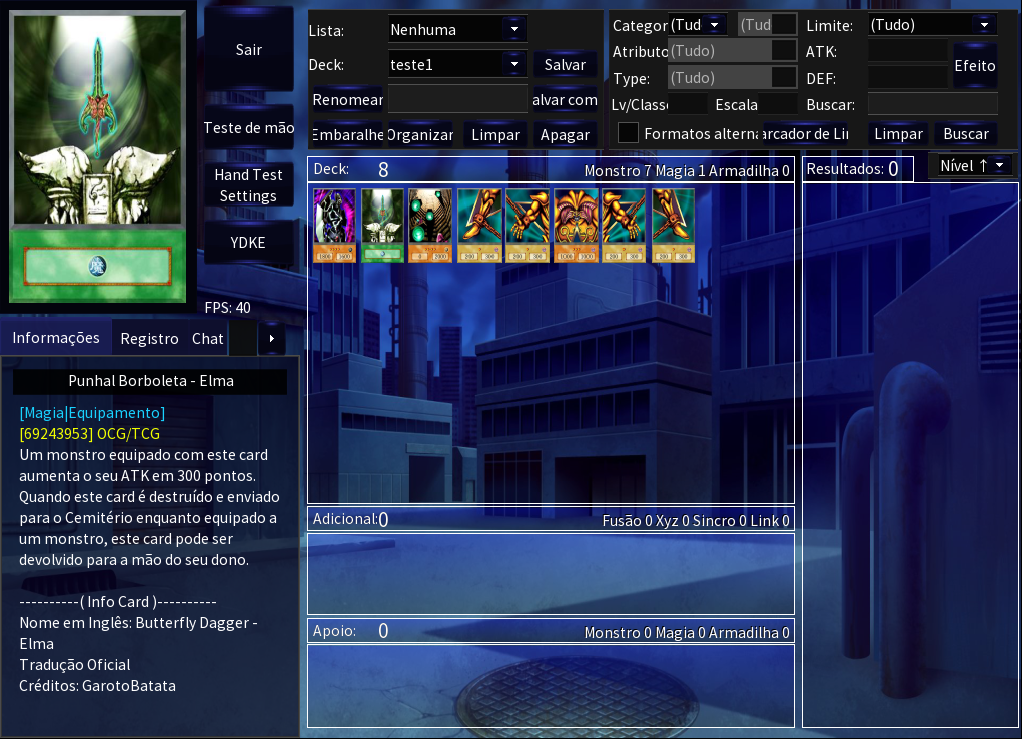 Sair
Teste de mão
Hand Test
Settings
YDKE
FPS: 40
Lista:
Nenhuma
Deck:
teste1
Salvar
Renomear
alvar com
Embaralhe
Organizar
Limpar
Apagar
Categor
(Tud
(Tud
Limite:
(Tudo)
Atributo
(Tudo)
ATK:
Efeito
Type:
(Tudo)
DEF:
Lv/Classe
Escala
Buscar:
Formatos alterna
arcador de Lin
Limpar
Buscar
Deck:
8
Monstro 7 Magia 1 Armadilha 0
Resultados: 0
Nível ↑
Informações
Registro
Chat
Punhal Borboleta - Elma
[Magia|Equipamento]
[69243953] OCG/TCG
Um monstro equipado com este card
aumenta o seu ATK em 300 pontos.
Quando este card é destruído e enviado
para o Cemitério enquanto equipado a
um monstro, este card pode ser
devolvido para a mão do seu dono.
----------( Info Card )----------
Nome em Inglês: Butterfly Dagger -
Elma
Tradução Oficial
Créditos: GarotoBatata
Adicional:0
Fusão 0 Xyz 0 Sincro 0 Link 0
Apoio:
0
Monstro 0 Magia 0 Armadilha 0